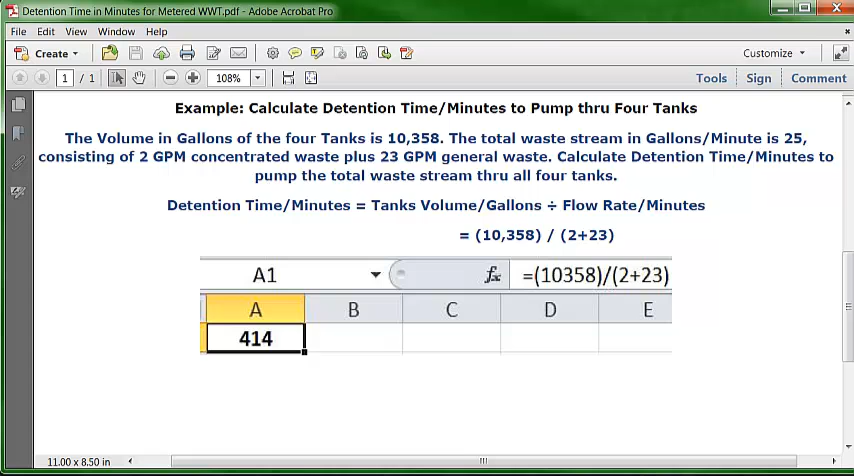 Detention Time in Minutes for Metered WWT.pdf - Adobe Acrobat Pro
File Edit View Window Help
Create Customize
1 / 1 108% Tools Sign Comment
Example: Calculate Detention Time/Minutes to Pump thru Four Tanks
The Volume in Gallons of the four Tanks is 10,358. The total waste stream in Gallons/Minute is 25,
consisting of 2 GPM concentrated waste plus 23 GPM general waste. Calculate Detention Time/Minutes to
pump the total waste stream thru all four tanks.
Detention Time/Minutes = Tanks Volume/Gallons ÷ Flow Rate/Minutes
= (10,358) / (2+23)
A1 fx =(10358)/(2+23)
A B C D E
414
11.00 x 8.50 in